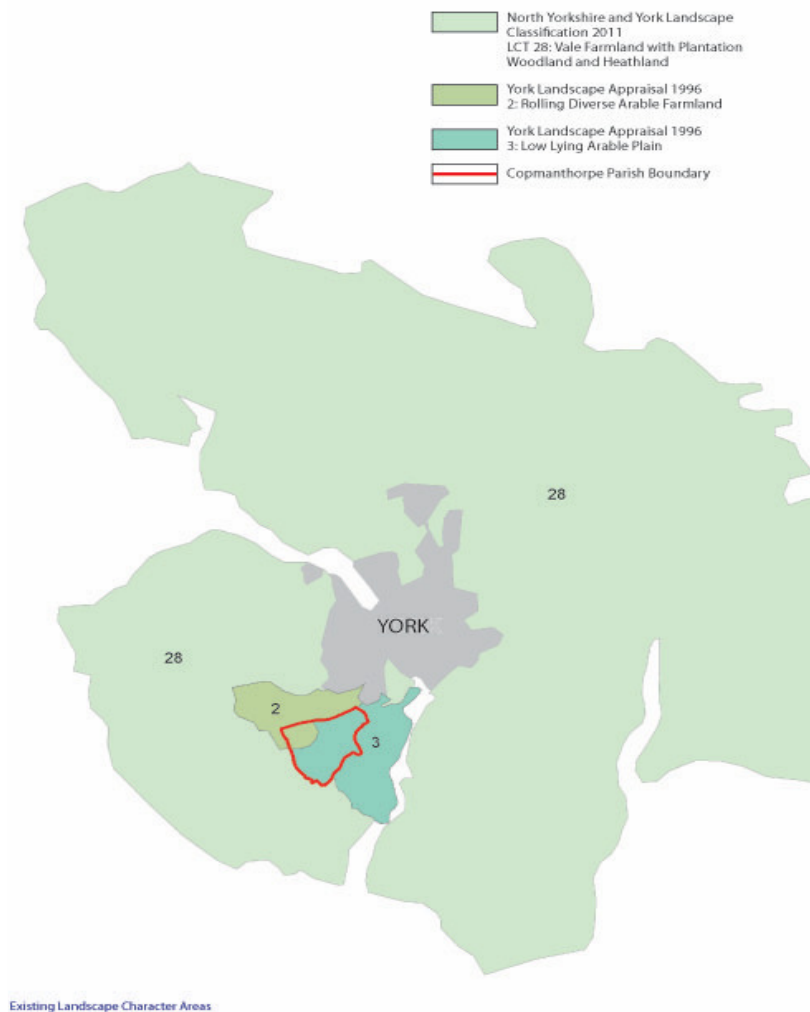 North Yorkshire and York Landscape
Classification 2011
LCT 28: Vale Farmland with Plantation
Woodland and Heathland
York Landscape Appraisal 1996
2: Rolling Diverse Arable Farmland
York Landscape Appraisal 1996
3: Low Lying Arable Plain
Copmanthorpe Parish Boundary
28
YORK
28
2
3
Existing Landscape Character Areas